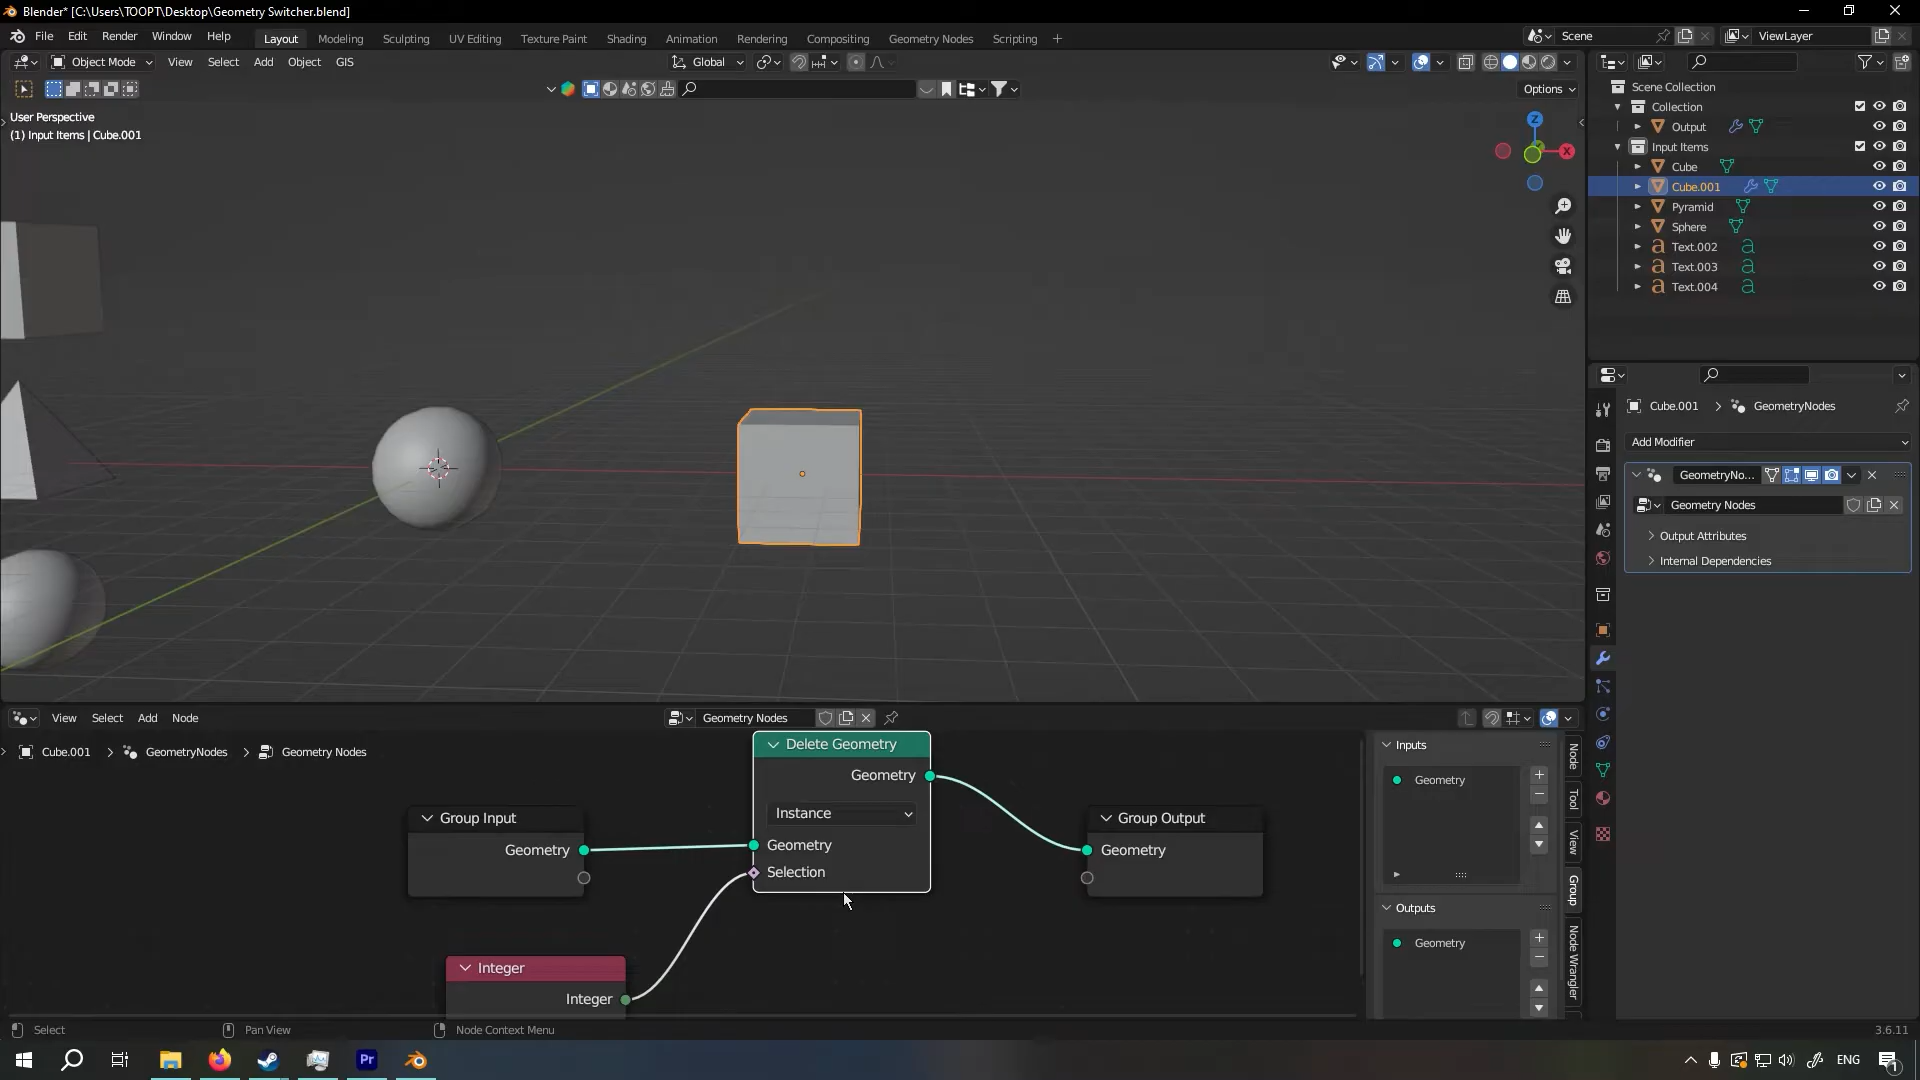 Blender* [C:\Users\TOOPT\Desktop\Geometry Switcher.blend]
File Edit Render Window Help
Layout Modeling Sculpting UV Editing Texture Paint Shading Animation Rendering Compositing Geometry Nodes Scripting +
Scene
ViewLayer
Object Mode View Select Add Object GIS
Global
Options
User Perspective
(1) Input Items | Cube.001
Z
X
Scene Collection
Collection
Output
Input Items
Cube
Cube.001
Pyramid
Sphere
Text.002
Text.003
Text.004
Cube.001 > GeometryNodes
Add Modifier
GeometryNo...
Geometry Nodes
Output Attributes
Internal Dependencies
View Select Add Node
Geometry Nodes
Cube.001 > GeometryNodes > Geometry Nodes
Delete Geometry
Geometry
Instance
Geometry
Selection
Group Input
Geometry
Group Output
Geometry
Integer
Integer
Inputs
Geometry
Outputs
Geometry
Node
Tool
View
Group
Node Wrangler
Select
Pan View
Node Context Menu
3.6.11
Pr
ENG
1